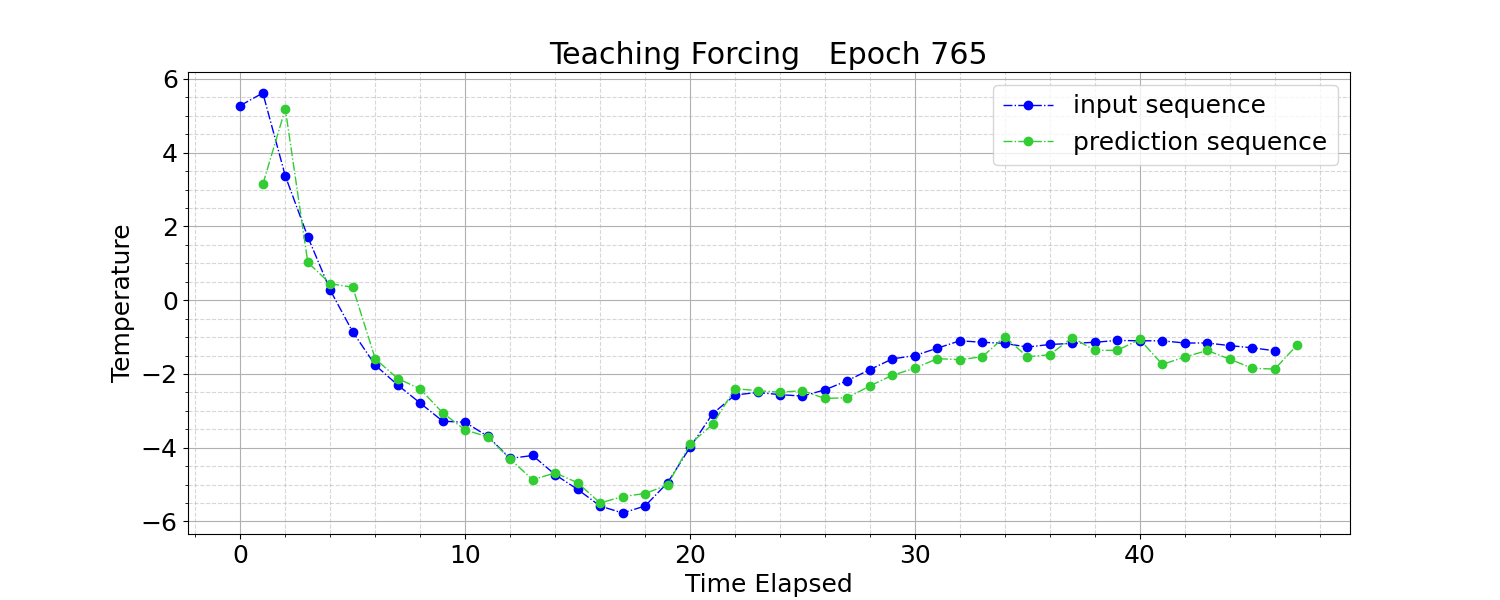 Teaching Forcing   Epoch 765
input sequence
prediction sequence
Temperature
6
4
2
0
−2
−4
−6
0 10 20 30 40
Time Elapsed